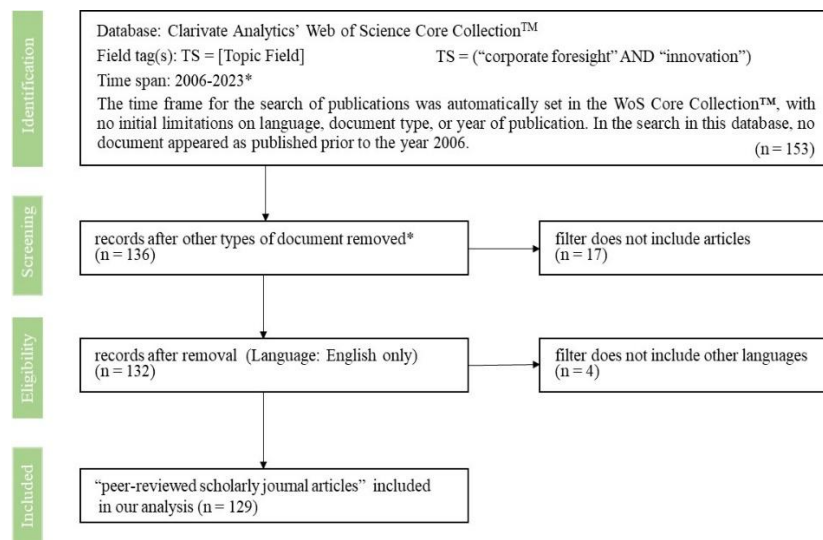 Identification
Database: Clarivate Analytics' Web of Science Core Collection™
Field tag(s): TS = [Topic Field] TS = (“corporate foresight” AND “innovation”)
Time span: 2006-2023*
The time frame for the search of publications was automatically set in the WoS Core Collection™, with
no initial limitations on language, document type, or year of publication. In the search in this database, no
document appeared as published prior to the year 2006.
(n = 153)
Screening
records after other types of document removed*
(n = 136)
filter does not include articles
(n = 17)
Eligibility
records after removal (Language: English only)
(n = 132)
filter does not include other languages
(n = 4)
Included
“peer-reviewed scholarly journal articles” included
in our analysis (n = 129)